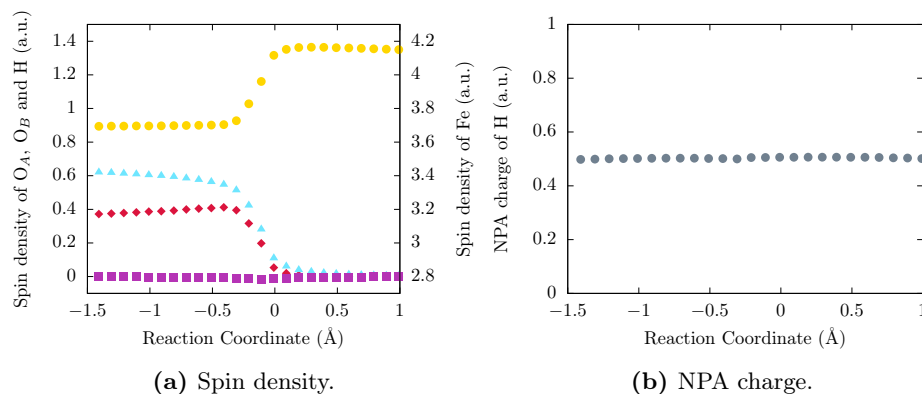 Spin density of O_A, O_B and H (a.u.)
1.4
1.2
1
0.8
0.6
0.4
0.2
0
4.2
4
3.8
3.6
3.4
3.2
3
2.8
Spin density of Fe (a.u.)
−1.5 −1 −0.5 0 0.5 1
Reaction Coordinate (Å)
(a) Spin density.
NPA charge of H (a.u.)
1
0.8
0.6
0.4
0.2
0
−1.5 −1 −0.5 0 0.5 1
Reaction Coordinate (Å)
(b) NPA charge.